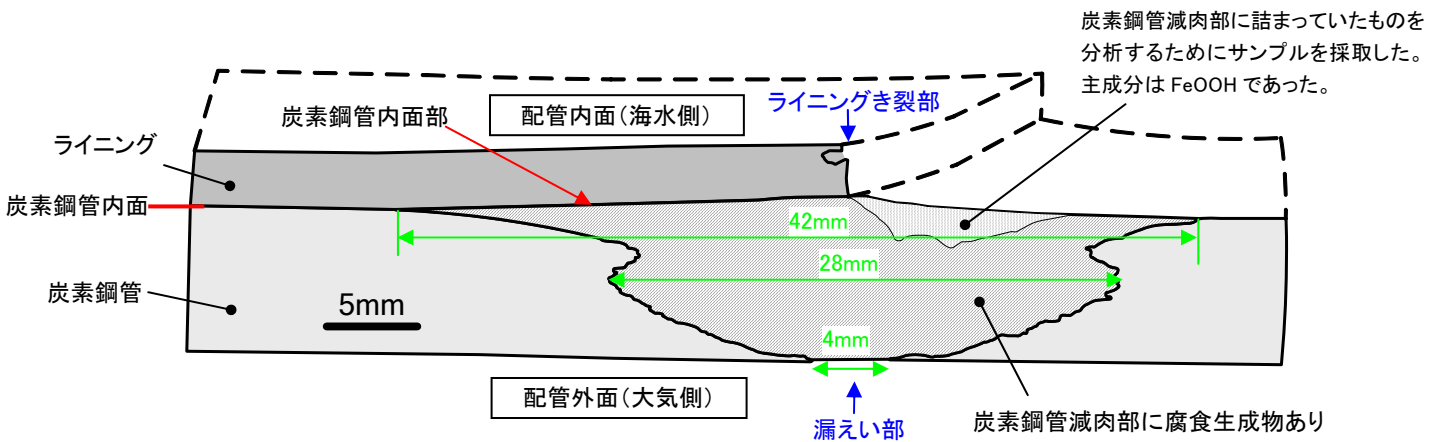 炭素鋼管減肉部に詰まっていたものを
分析するためにサンプルを採取した。
主成分は FeOOH であった。
ライニングき裂部
炭素鋼管内面部
配管内面(海水側)
ライニング
炭素鋼管内面
42mm
28mm
炭素鋼管
5mm
4mm
配管外面(大気側)
漏えい部
炭素鋼管減肉部に腐食生成物あり